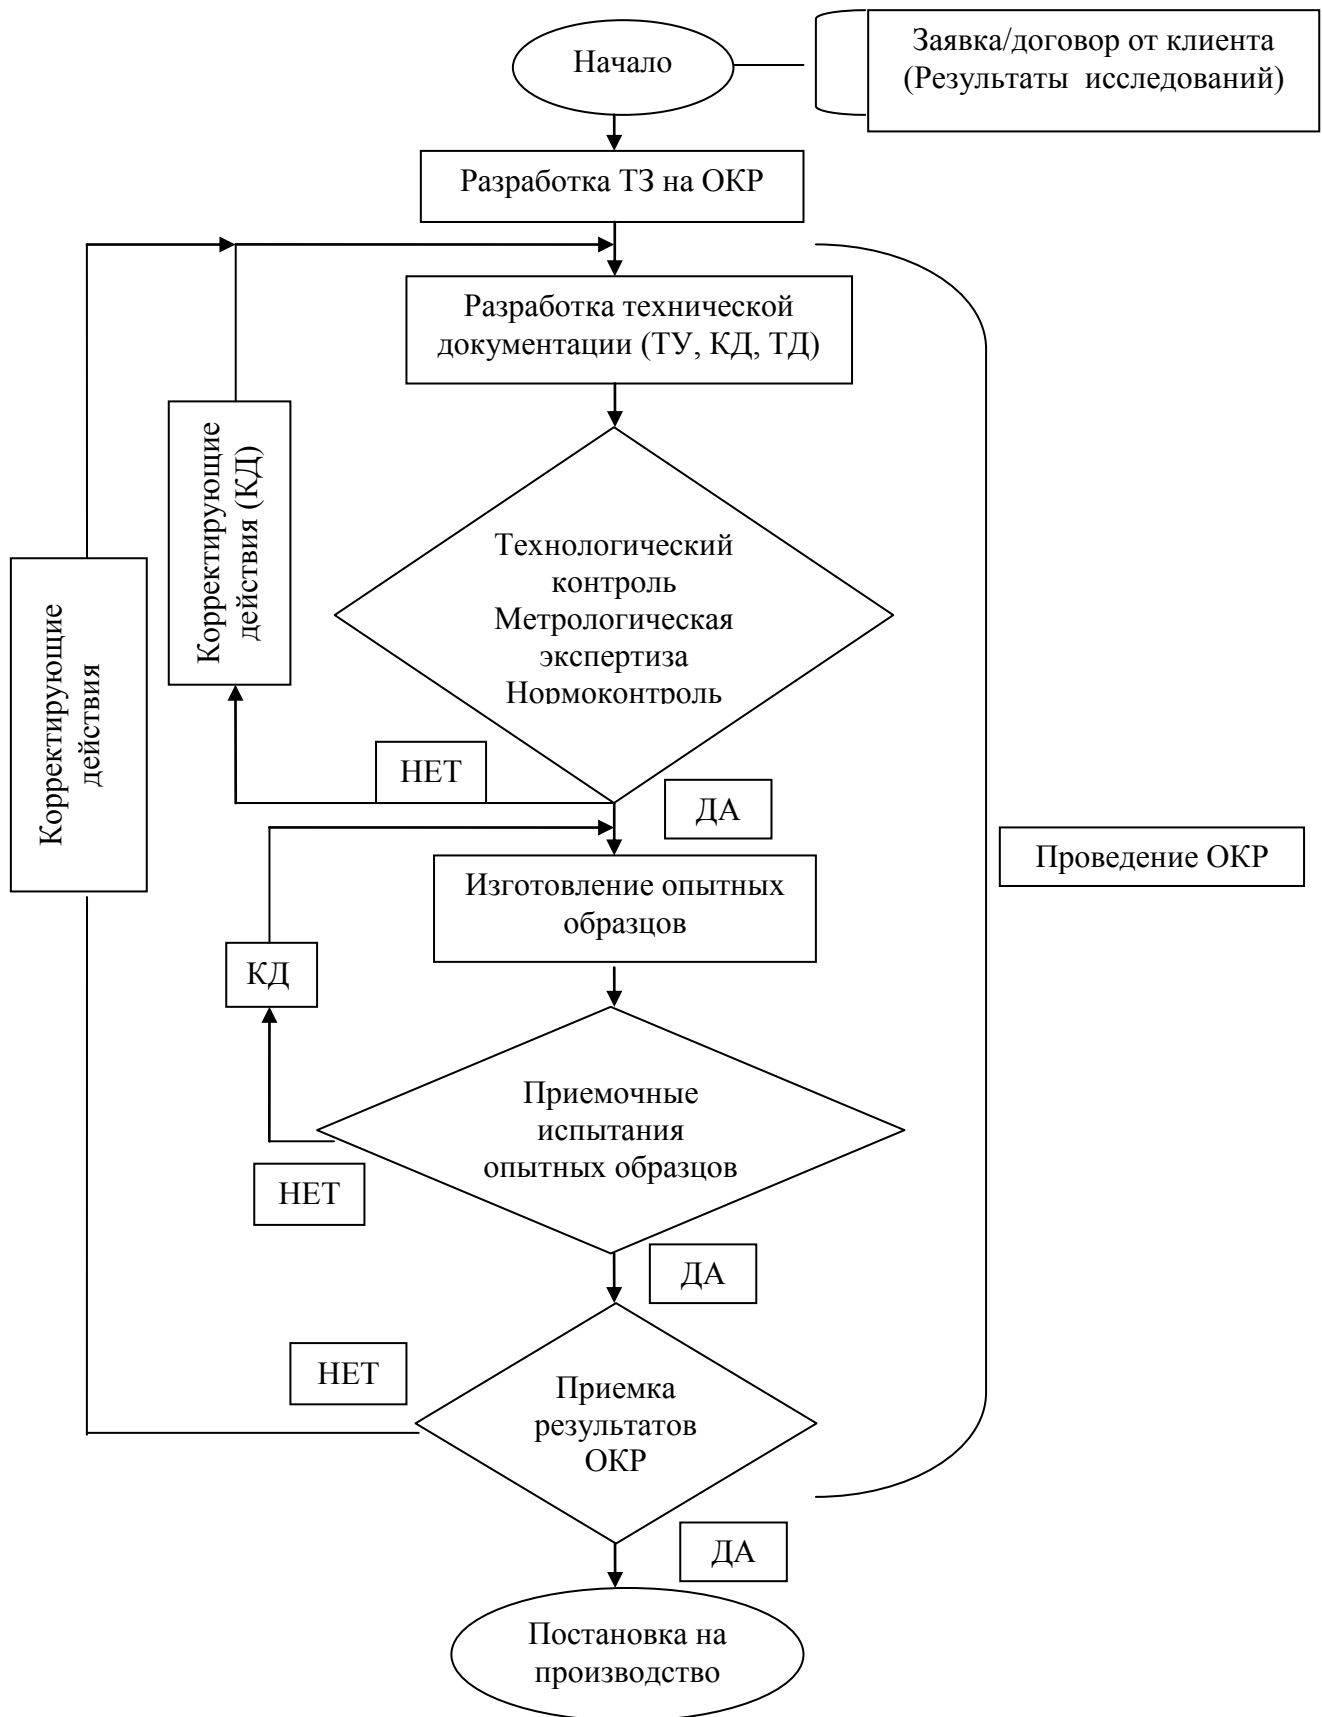 Начало
Заявка/договор от клиента
(Результаты исследований)
Разработка ТЗ на ОКР
Разработка технической
документации (ТУ, КД, ТД)
Корректирующие
действия (КД)
Технологический
контроль
Метрологическая
экспертиза
Нормоконтроль
Корректирующие
действия
НЕТ
ДА
Проведение ОКР
Изготовление опытных
образцов
КД
Приемочные
испытания
опытных образцов
НЕТ
ДА
НЕТ
Приемка
результатов
ОКР
ДА
Постановка на
производство